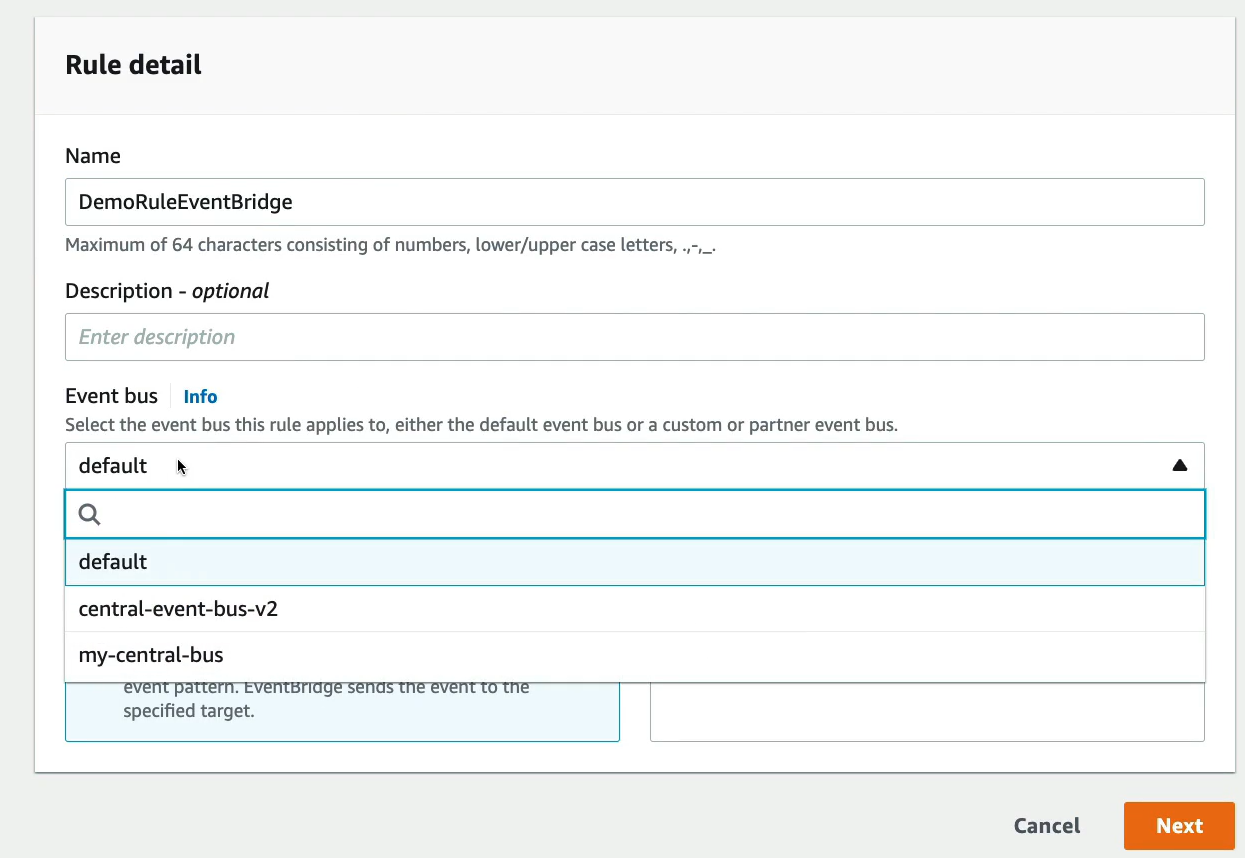 Rule detail
Name
DemoRuleEventBridge
Maximum of 64 characters consisting of numbers, lower/upper case letters, .,-,_.
Description - optional
Enter description
Event bus Info
Select the event bus this rule applies to, either the default event bus or a custom or partner event bus.
default
default
central-event-bus-v2
my-central-bus
event pattern. EventBridge sends the event to the
specified target.
Cancel Next